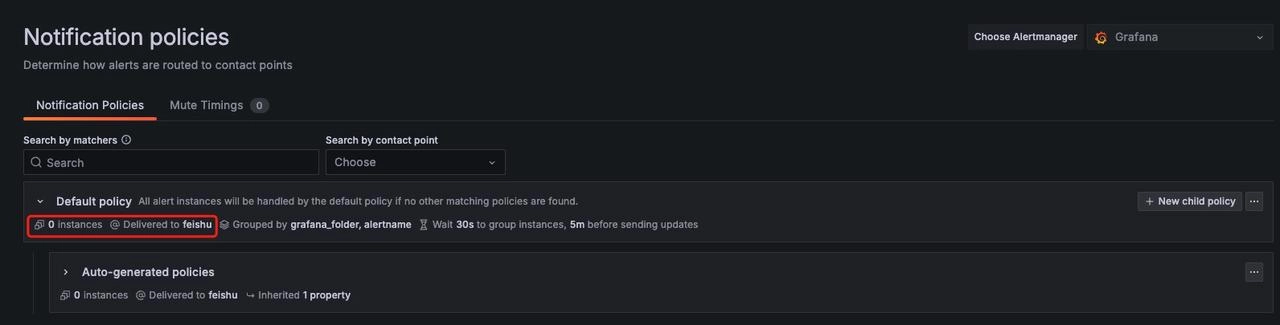 Notification policies
Choose Alertmanager Grafana
Determine how alerts are routed to contact points
Notification Policies Mute Timings 0
Search by matchers Search by contact point
Search Choose
Default policy All alert instances will be handled by the default policy if no other matching policies are found. + New child policy ...
0 instances @ Delivered to feishu Grouped by grafana_folder, alertname Wait 30s to group instances, 5m before sending updates
Auto-generated policies ...
0 instances @ Delivered to feishu Inherited 1 property